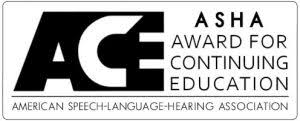 ACE
ASHA
AWARD FOR
CONTINUING
EDUCATION
AMERICAN SPEECH-LANGUAGE-HEARING ASSOCIATION